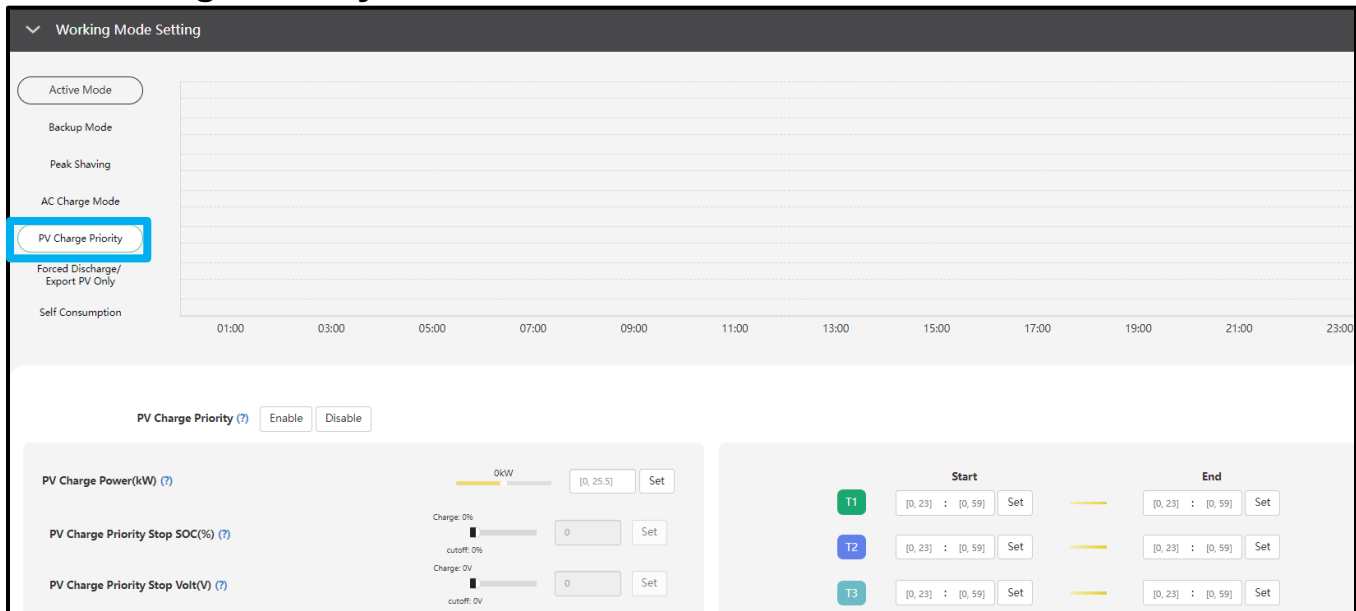 Working Mode Setting
Active Mode
Backup Mode
Peak Shaving
AC Charge Mode
PV Charge Priority
Forced Discharge/
Export PV Only
Self Consumption
01:00 03:00 05:00 07:00 09:00 11:00 13:00 15:00 17:00 19:00 21:00 23:00
PV Charge Priority (?) Enable Disable
PV Charge Power(kW) (?) 0kW [0, 25.5] Set
PV Charge Priority Stop SOC(%) (?) Charge: 0% cutoff: 0% 0 Set
PV Charge Priority Stop Volt(V) (?) Charge: 0V cutoff: 0V 0 Set
Start End
T1 [0, 23] : [0, 59] Set [0, 23] : [0, 59] Set
T2 [0, 23] : [0, 59] Set [0, 23] : [0, 59] Set
T3 [0, 23] : [0, 59] Set [0, 23] : [0, 59] Set